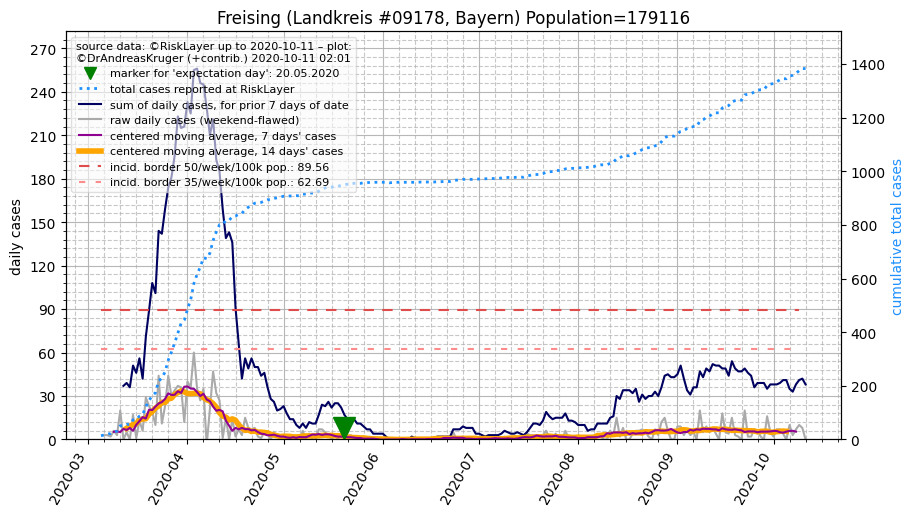 Freising (Landkreis #09178, Bayern) Population=179116
source data: ©RiskLayer up to 2020-10-11 – plot:
©DrAndreasKruger (+contrib.) 2020-10-11 02:01
marker for 'expectation day': 20.05.2020
total cases reported at RiskLayer
sum of daily cases, for prior 7 days of date
raw daily cases (weekend-flawed)
centered moving average, 7 days' cases
centered moving average, 14 days' cases
incid. border 50/week/100k pop.: 89.56
incid. border 35/week/100k pop.: 62.69
daily cases
270
240
210
180
150
120
90
60
30
0
cumulative total cases
1400
1200
1000
800
600
400
200
0
2020-03
2020-04
2020-05
2020-06
2020-07
2020-08
2020-09
2020-10